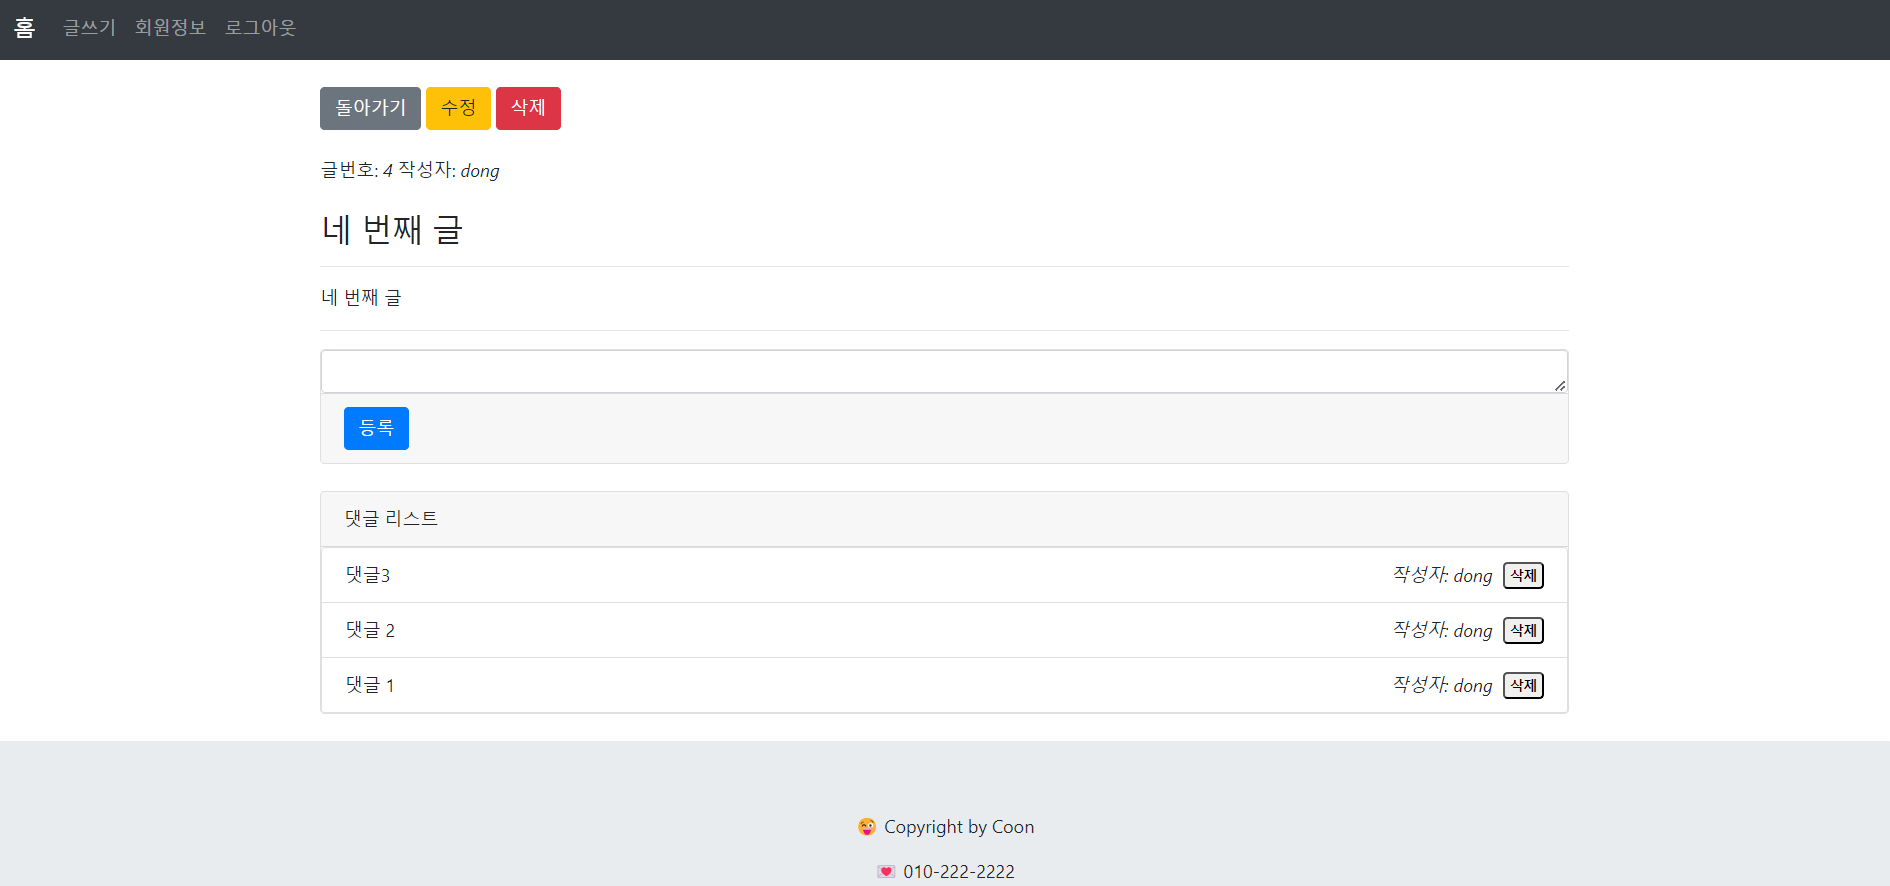 홈 글쓰기 회원정보 로그아웃
돌아가기 수정 삭제
글번호: 4 작성자: dong
네 번째 글
네 번째 글
등록
댓글 리스트
댓글3 작성자: dong 삭제
댓글 2 작성자: dong 삭제
댓글 1 작성자: dong 삭제
😜 Copyright by Coon
💌 010-222-2222